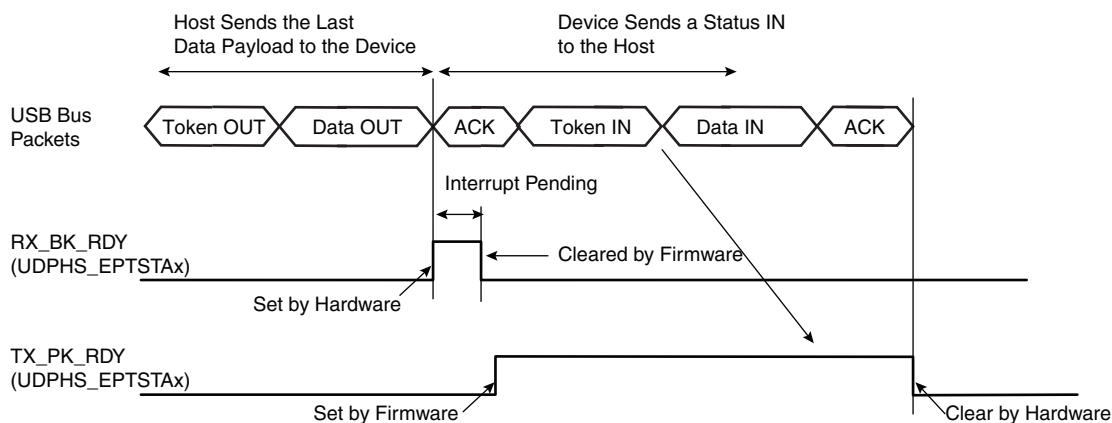 Host Sends the Last
Data Payload to the Device
Device Sends a Status IN
to the Host
USB Bus
Packets
Token OUT
Data OUT
ACK
Token IN
Data IN
ACK
Interrupt Pending
RX_BK_RDY
(UDPHS_EPTSTAx)
Cleared by Firmware
Set by Hardware
TX_PK_RDY
(UDPHS_EPTSTAx)
Set by Firmware
Clear by Hardware